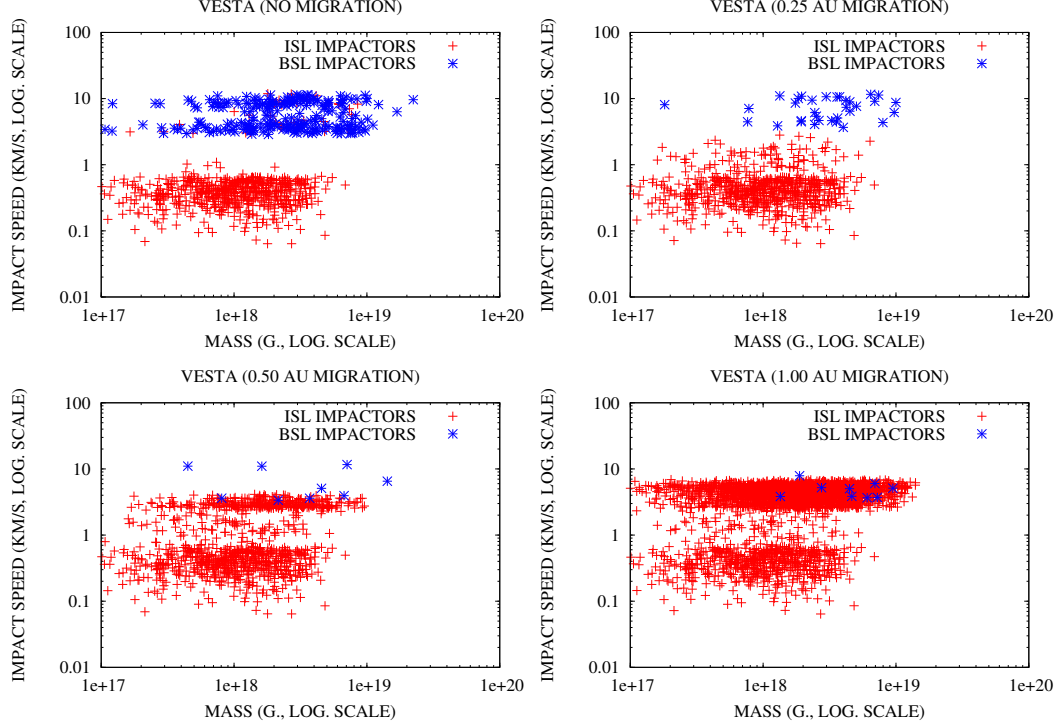 VESTA (NO MIGRATION)
IMPACT SPEED (KM/S, LOG. SCALE)
100
10
1
0.1
0.01
ISL IMPACTORS
BSL IMPACTORS
1e+17
1e+18
1e+19
1e+20
MASS (G., LOG. SCALE)
VESTA (0.25 AU MIGRATION)
IMPACT SPEED (KM/S, LOG. SCALE)
100
10
1
0.1
0.01
ISL IMPACTORS
BSL IMPACTORS
1e+17
1e+18
1e+19
1e+20
MASS (G., LOG. SCALE)
VESTA (0.50 AU MIGRATION)
IMPACT SPEED (KM/S, LOG. SCALE)
100
10
1
0.1
0.01
ISL IMPACTORS
BSL IMPACTORS
1e+17
1e+18
1e+19
1e+20
MASS (G., LOG. SCALE)
VESTA (1.00 AU MIGRATION)
IMPACT SPEED (KM/S, LOG. SCALE)
100
10
1
0.1
0.01
ISL IMPACTORS
BSL IMPACTORS
1e+17
1e+18
1e+19
1e+20
MASS (G., LOG. SCALE)